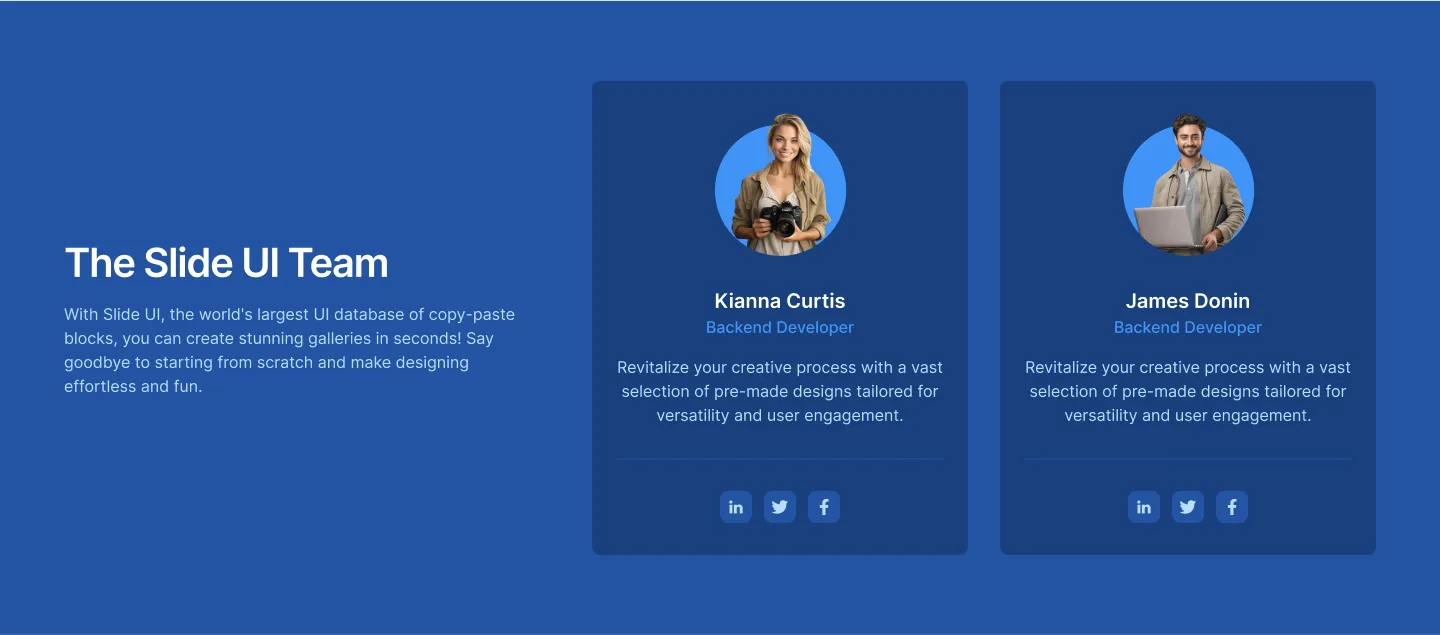 The Slide UI Team
With Slide UI, the world's largest UI database of copy-paste
blocks, you can create stunning galleries in seconds! Say
goodbye to starting from scratch and make designing
effortless and fun.
Kianna Curtis
Backend Developer
Revitalize your creative process with a vast
selection of pre-made designs tailored for
versatility and user engagement.
in
f
James Donin
Backend Developer
Revitalize your creative process with a vast
selection of pre-made designs tailored for
versatility and user engagement.
in
f